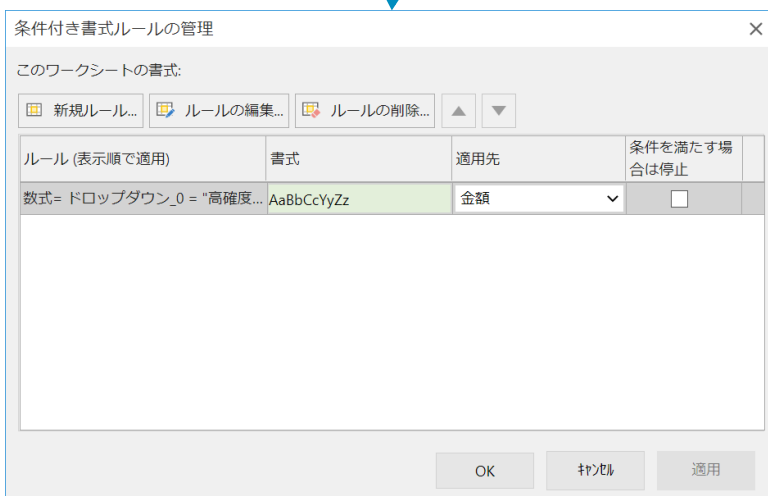 条件付き書式ルールの管理
このワークシートの書式:
新規ルール... ルールの編集... ルールの削除...
ルール (表示順で適用) 書式 適用先 条件を満たす場
合は停止
数式= ドロップダウン_0 = "高確度... AaBbCcYyZz 金額
OK ｷｬﾝｾﾙ 適用